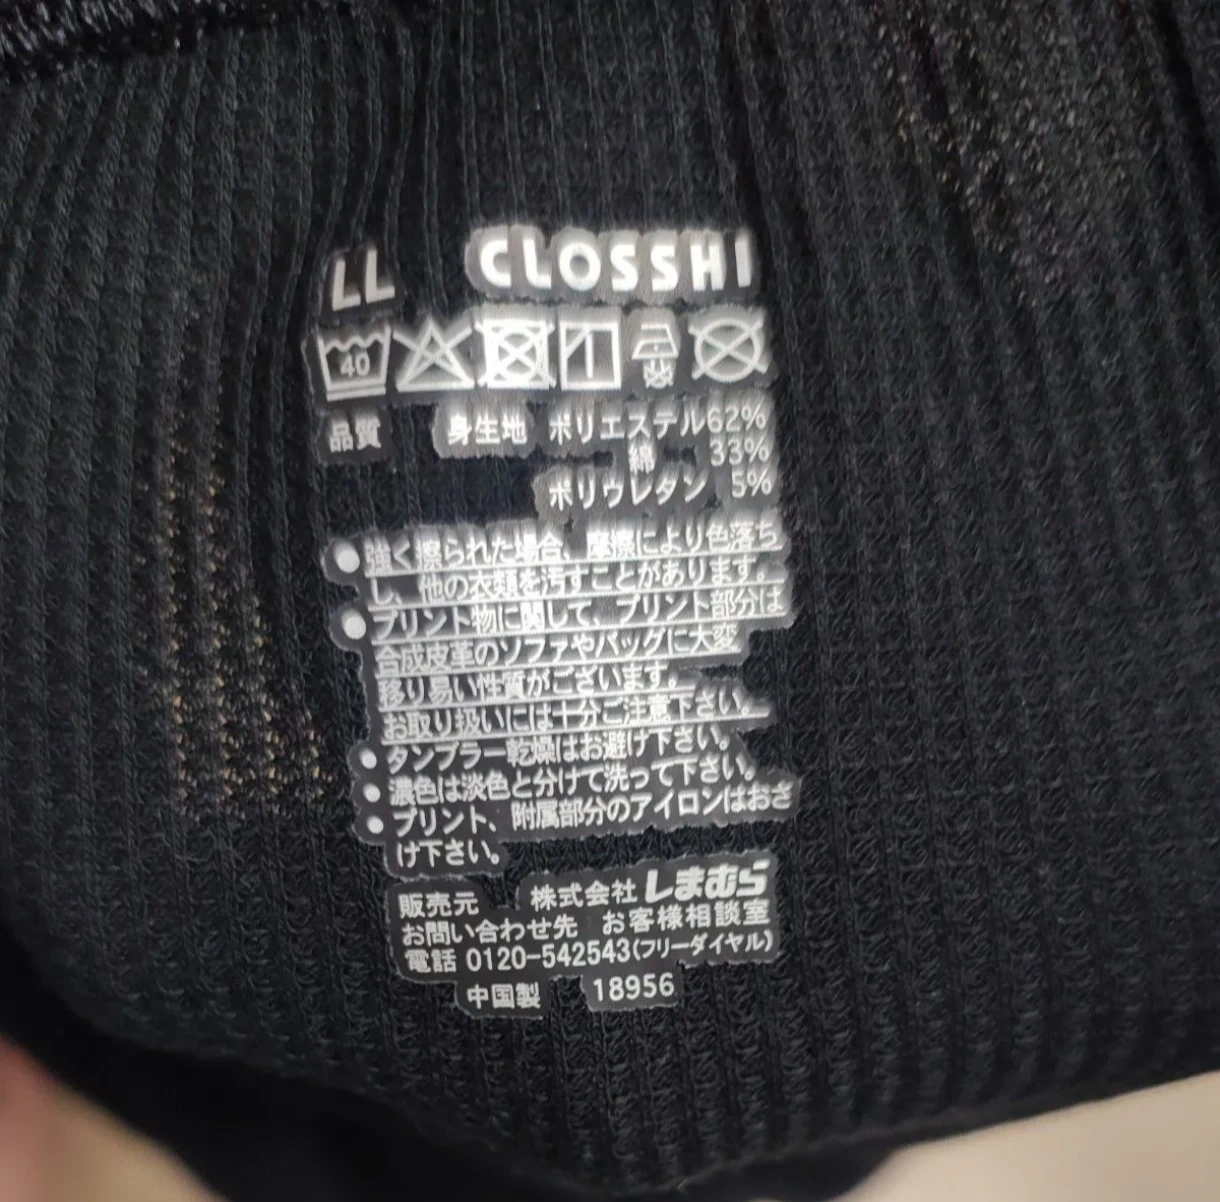 LL CLOSSHI
40
品質 身生地 ポリエステル62%
綿 33%
ポリウレタン 5%
●強く擦られた場合、摩擦により色落ち
し、他の衣類を汚すことがあります。
●プリント物に関して、プリント部分は
合成皮革のソファやバッグに大変
移り易い性質がございます。
お取り扱いには十分ご注意下さい。
●タンブラー乾燥はお避け下さい。
●濃色は淡色と分けて洗って下さい。
●プリント、附属部分のアイロンはおさ
け下さい。
販売元 株式会社しまむら
お問い合わせ先 お客様相談室
電話 0120-542543(フリーダイヤル)
中国製 18956